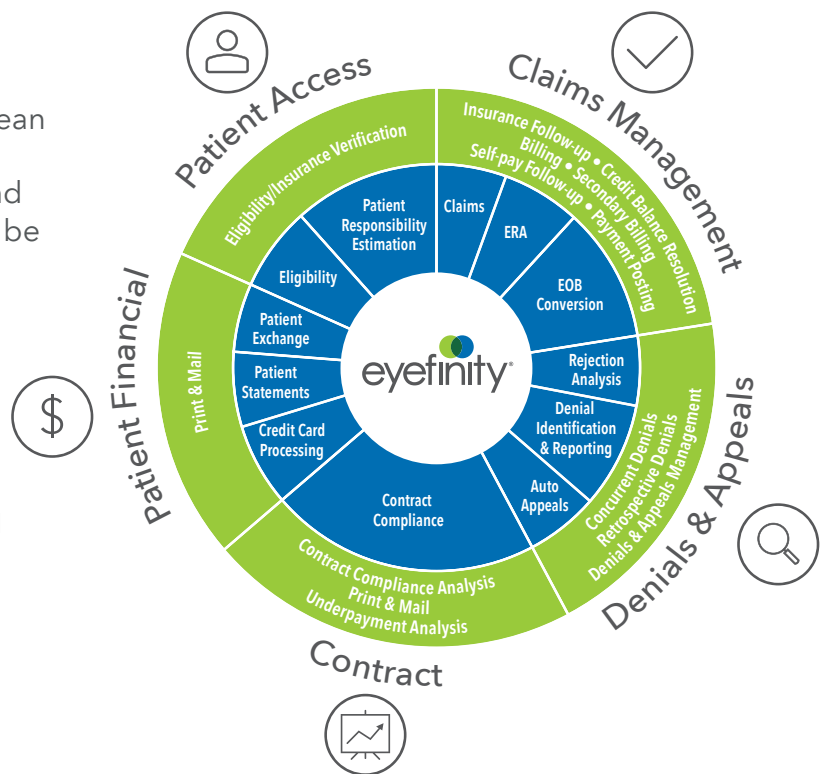 ean
nd
be
Patient Access
Claims Management
Denials & Appeals
Contract
Patient Financial
Eligibility/Insurance Verification
Insurance Follow-up • Credit Balance Resolution
Billing • Secondary Billing
Self-pay Follow-up • Payment Posting
Concurrent Denials
Retrospective Denials
Denials & Appeals Management
Contract Compliance Analysis
Print & Mail
Underpayment Analysis
Print & Mail
Patient
Responsibility
Estimation
Claims
ERA
EOB
Conversion
Rejection
Analysis
Denial
Identification
& Reporting
Auto
Appeals
Contract
Compliance
Credit Card
Processing
Patient
Statements
Patient
Exchange
Eligibility
eyefinity®
$